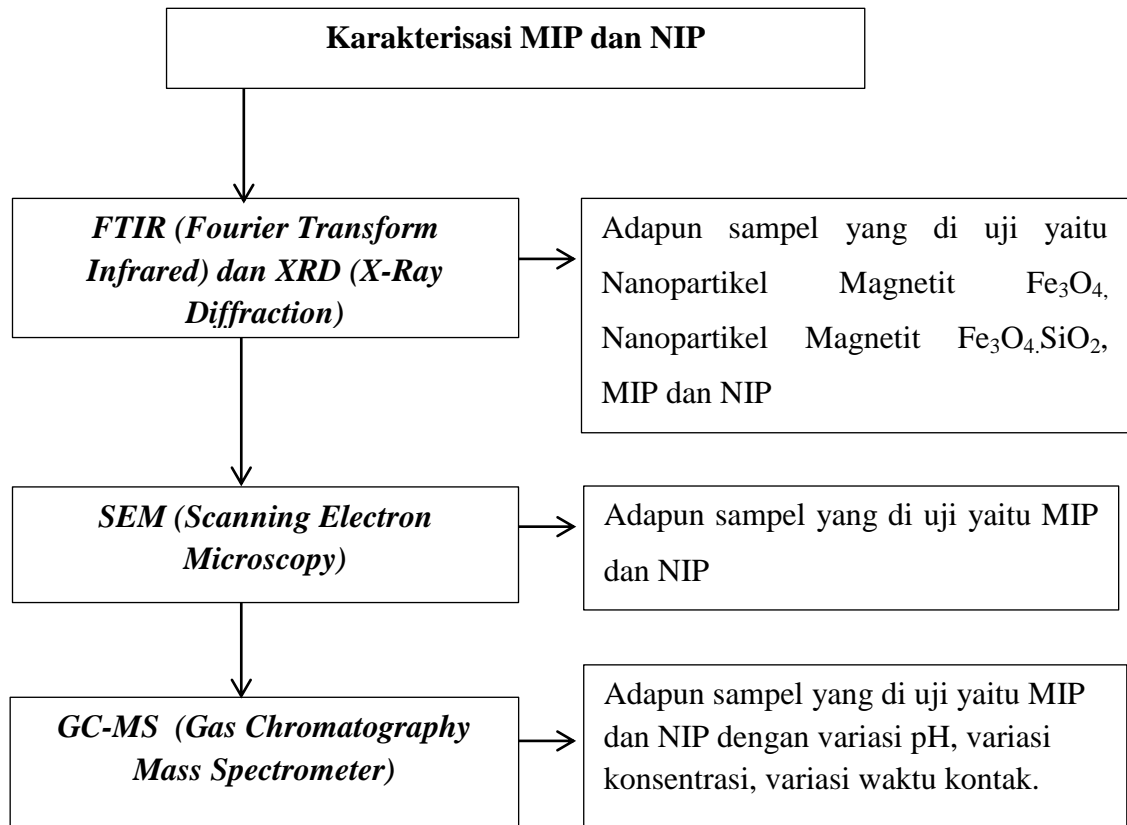 Karakterisasi MIP dan NIP
FTIR (Fourier Transform
Infrared) dan XRD (X-Ray
Diffraction)
Adapun sampel yang di uji yaitu
Nanopartikel Magnetit Fe₃O₄,
Nanopartikel Magnetit Fe₃O₄.SiO₂,
MIP dan NIP
SEM (Scanning Electron
Microscopy)
Adapun sampel yang di uji yaitu MIP
dan NIP
GC-MS (Gas Chromatography
Mass Spectrometer)
Adapun sampel yang di uji yaitu MIP
dan NIP dengan variasi pH, variasi
konsentrasi, variasi waktu kontak.